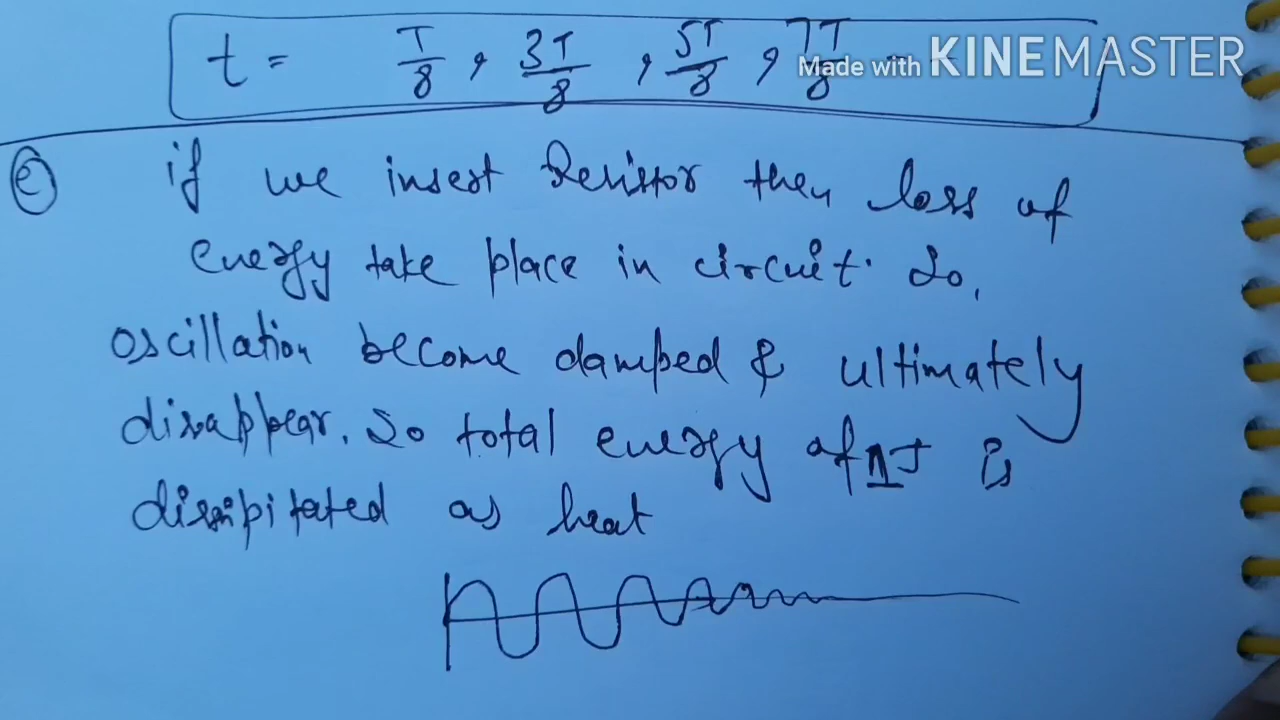 t = T/8, 3T/8, 5T/8, 7T/8
Made with KINEMASTER
(e) if we insert Resistor then loss of
energy take place in circuit. So,
oscillation become damped & ultimately
disappear. So total energy of 1J is
dissipitated as heat